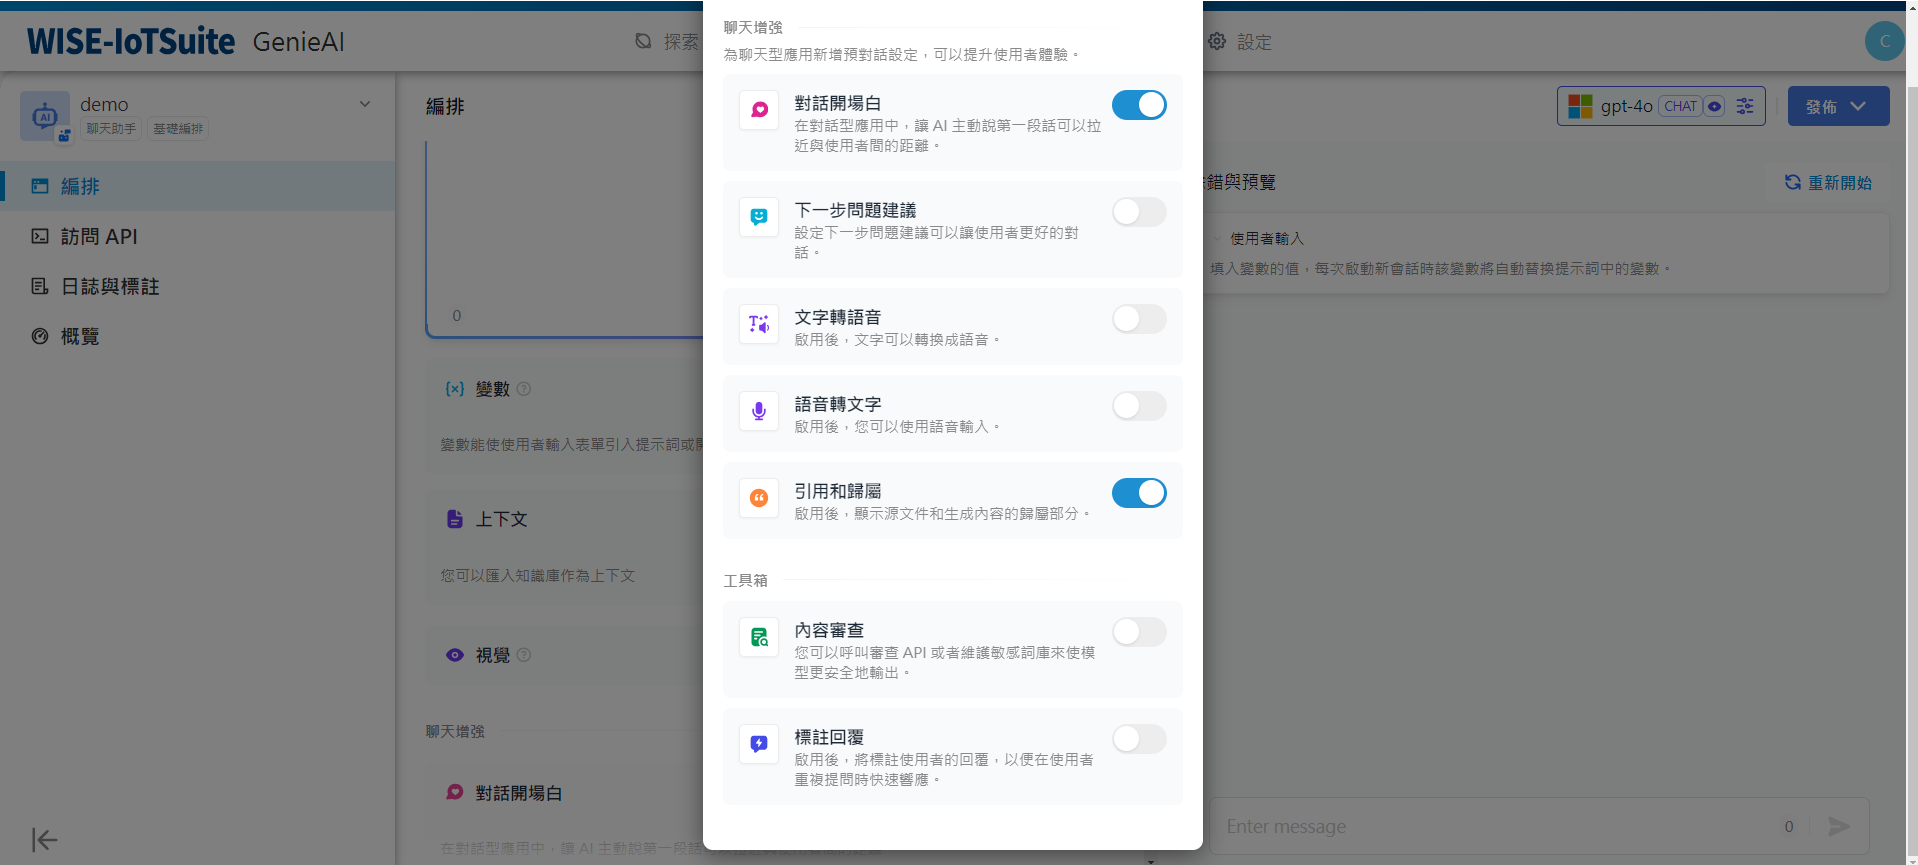 WISE-IoTSuite GenieAI
探索
設定
C
demo
聊天助手 基礎編排
編排
訪問 API
日誌與標註
概覽
編排
0
變數
變數能使使用者輸入表單引入提示詞或
上下文
您可以匯入知識庫作為上下文
視覺
聊天增強
對話開場白
在對話型應用中，讓 AI 主動說第一段話
聊天增強
為聊天型應用新增預對話設定，可以提升使用者體驗。
對話開場白
在對話型應用中，讓 AI 主動說第一段話可以拉
近與使用者間的距離。
下一步問題建議
設定下一步問題建議可以讓使用者更好的對
話。
文字轉語音
啟用後，文字可以轉換成語音。
語音轉文字
啟用後，您可以使用語音輸入。
引用和歸屬
啟用後，顯示源文件和生成內容的歸屬部分。
工具箱
內容審查
您可以呼叫審查 API 或者維護敏感詞庫來使模
型更安全地輸出。
標註回覆
啟用後，將標註使用者的回覆，以便在使用者
重複提問時快速響應。
gpt-4o CHAT
發佈
錯與預覽
重新開始
使用者輸入
填入變數的值，每次啟動新會話時該變數將自動替換提示詞中的變數。
Enter message
0